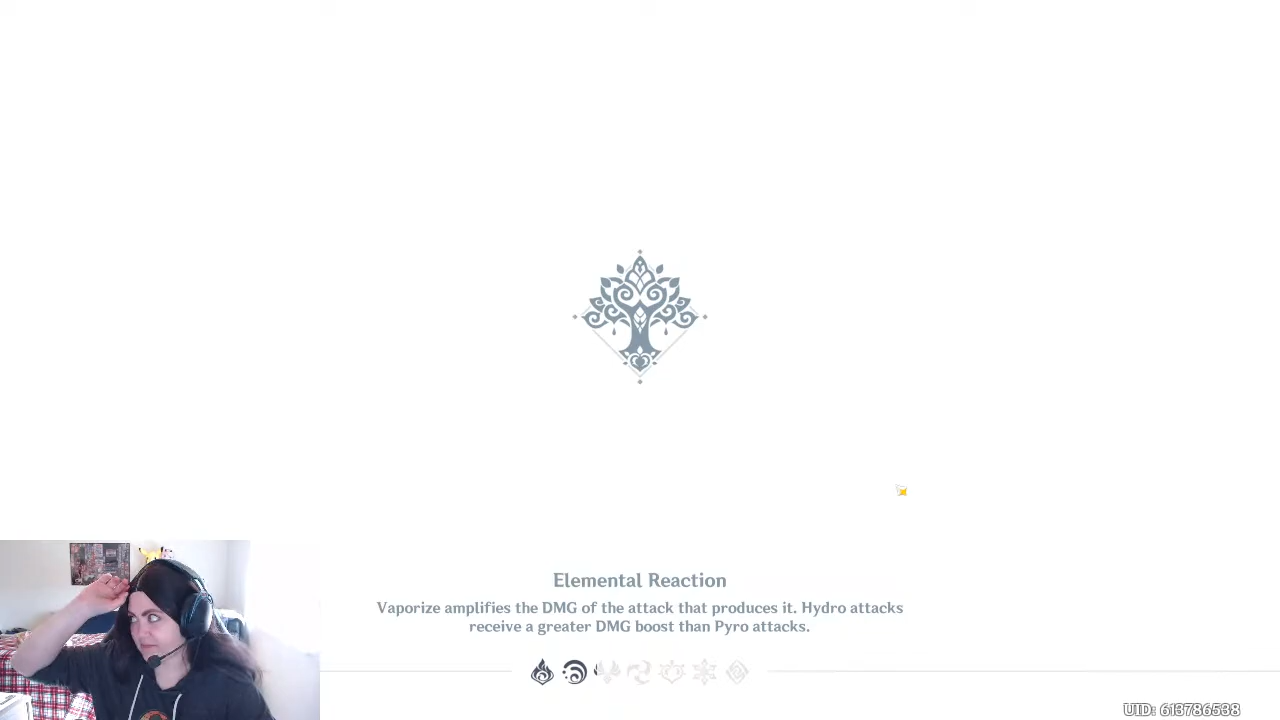 Elemental Reaction
Vaporize amplifies the DMG of the attack that produces it. Hydro attacks
receive a greater DMG boost than Pyro attacks.
UID: 613786538